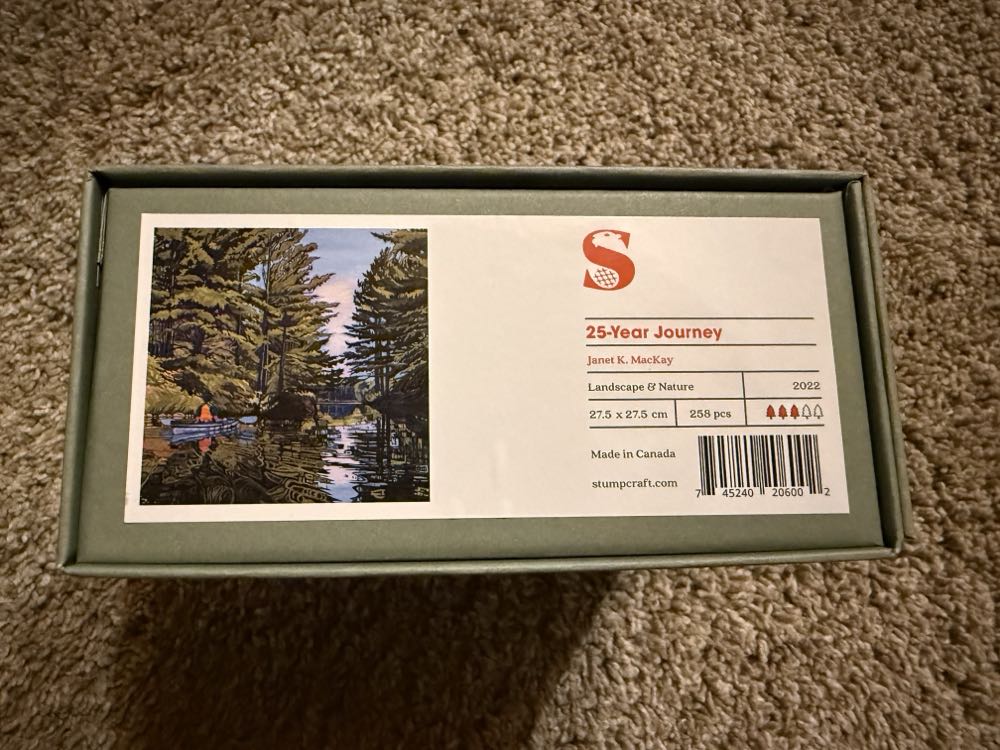 S
25-Year Journey
Janet K. MacKay
Landscape & Nature 2022
27.5 x 27.5 cm 258 pcs
Made in Canada
stumpcraft.com
7 45240 20600 2